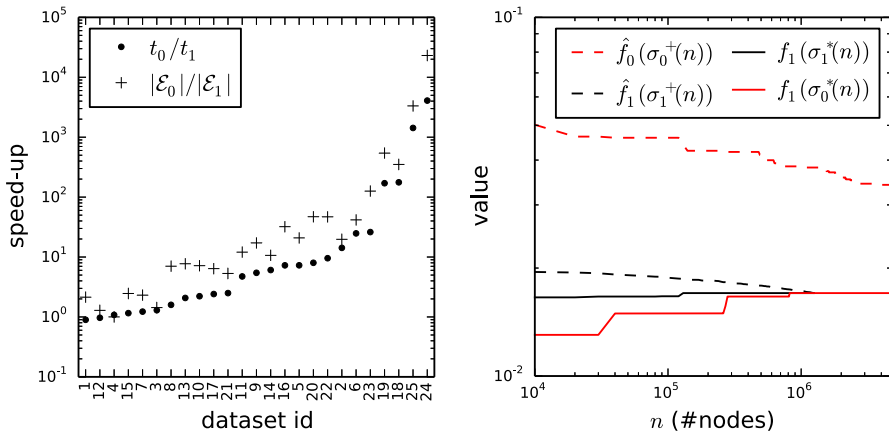 speed-up
10^5
10^4
10^3
10^2
10^1
10^0
10^-1
t_0/t_1
|ℰ_0|/|ℰ_1|
1 12 4 15 7 3 8 13 10 17 21 11 9 14 16 5 20 22 2 6 23 19 18 25 24
dataset id
value
10^-1
10^-2
f̂_0(σ_0^+(n))
f̂_1(σ_1^+(n))
f_1(σ_1^*(n))
f_1(σ_0^*(n))
10^4 10^5 10^6
n (#nodes)